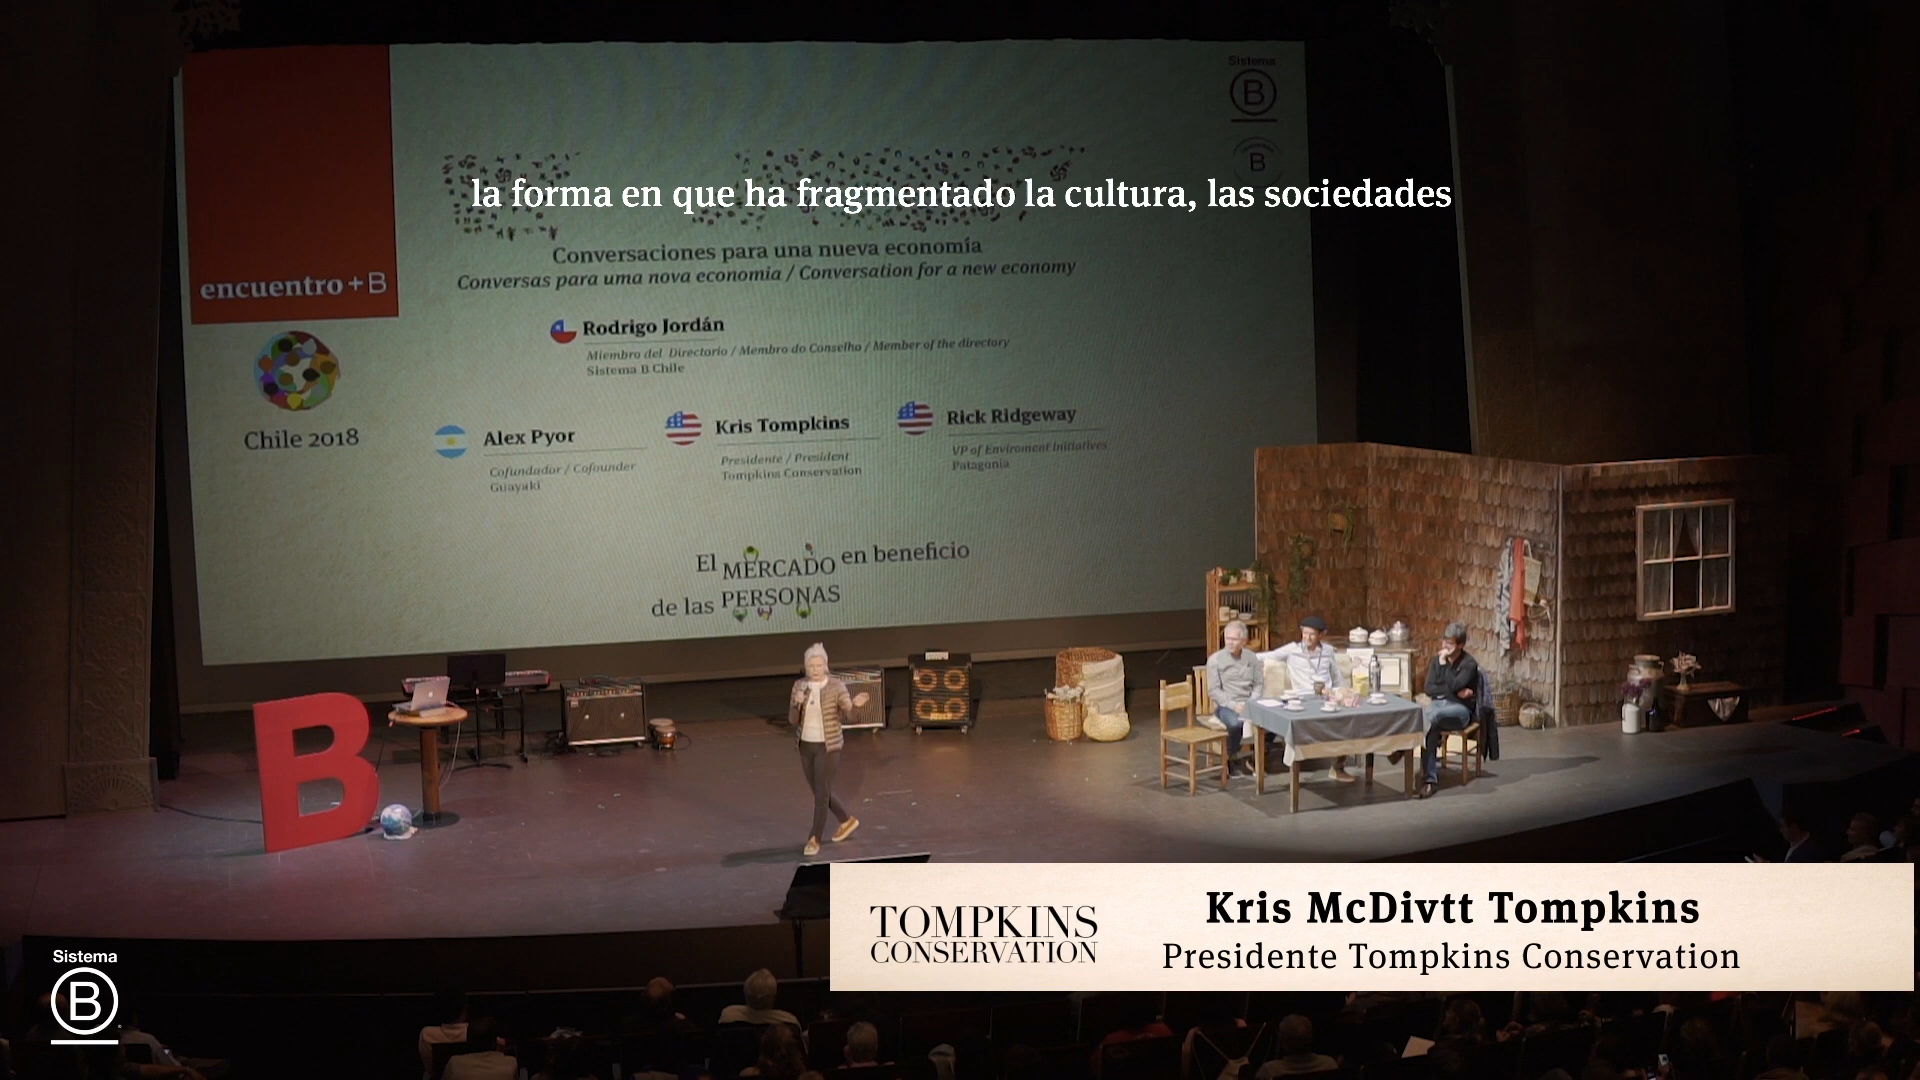 Sistema
B
B
la forma en que ha fragmentado la cultura, las sociedades
Conversaciones para una nueva economía
Conversas para uma nova economia / Conversation for a new economy
encuentro+B
Chile 2018
Rodrigo Jordán
Miembro del Directorio / Membro do Conselho / Member of the directory
Sistema B Chile
Alex Pyor
Cofundador / Cofounder
Guayaki
Kris Tompkins
Presidente / President
Tompkins Conservation
Rick Ridgeway
VP of Enviroment Initiatives
Patagonia
El MERCADO en beneficio
de las PERSONAS
B
Kris McDivtt Tompkins
TOMPKINS
CONSERVATION
Presidente Tompkins Conservation
Sistema
B